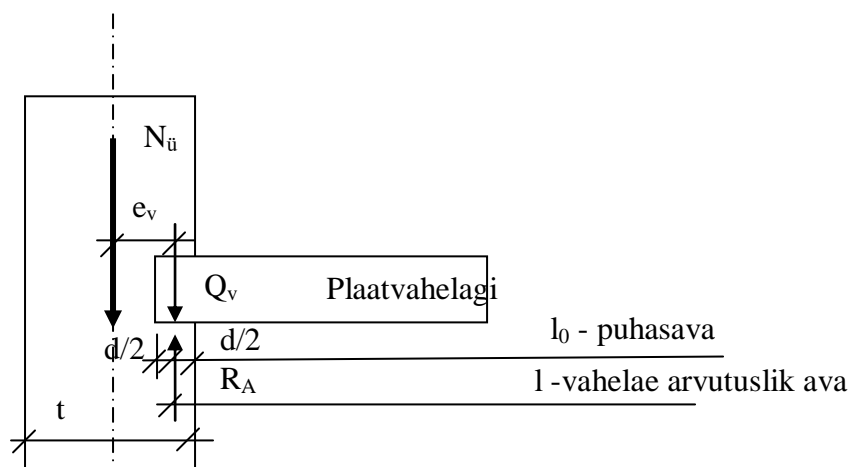 Nü
ev
Qv
Plaatvahelagi
d/2
d/2
l0 - puhasava
RA
l -vahelae arvutuslik ava
t